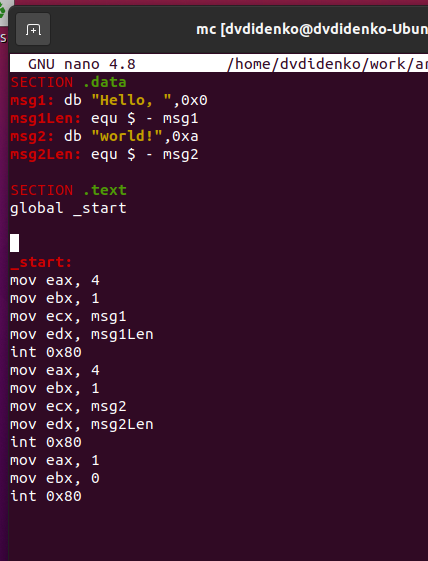 mc [dvdidenko@dvdidenko-Ubun
s
GNU nano 4.8 /home/dvdidenko/work/ar
SECTION .data
msg1: db "Hello, ",0x0
msg1Len: equ $ - msg1
msg2: db "world!",0xa
msg2Len: equ $ - msg2
SECTION .text
global _start
_start:
mov eax, 4
mov ebx, 1
mov ecx, msg1
mov edx, msg1Len
int 0x80
mov eax, 4
mov ebx, 1
mov ecx, msg2
mov edx, msg2Len
int 0x80
mov eax, 1
mov ebx, 0
int 0x80